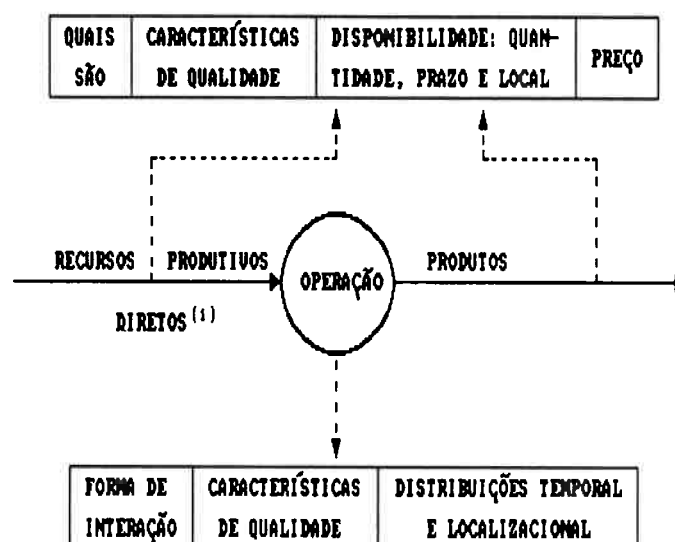 QUAIS CARACTERÍSTICAS DISPONIBILIDADE: QUAN-
SÃO DE QUALIDADE TIDADE, PRAZO E LOCAL PREÇO
RECURSOS PRODUTIVOS OPERAÇÃO PRODUTOS
DIRETOS (1)
FORMA DE CARACTERÍSTICAS DISTRIBUIÇÕES TEMPORAL
INTERAÇÃO DE QUALIDADE E LOCALIZACIONAL